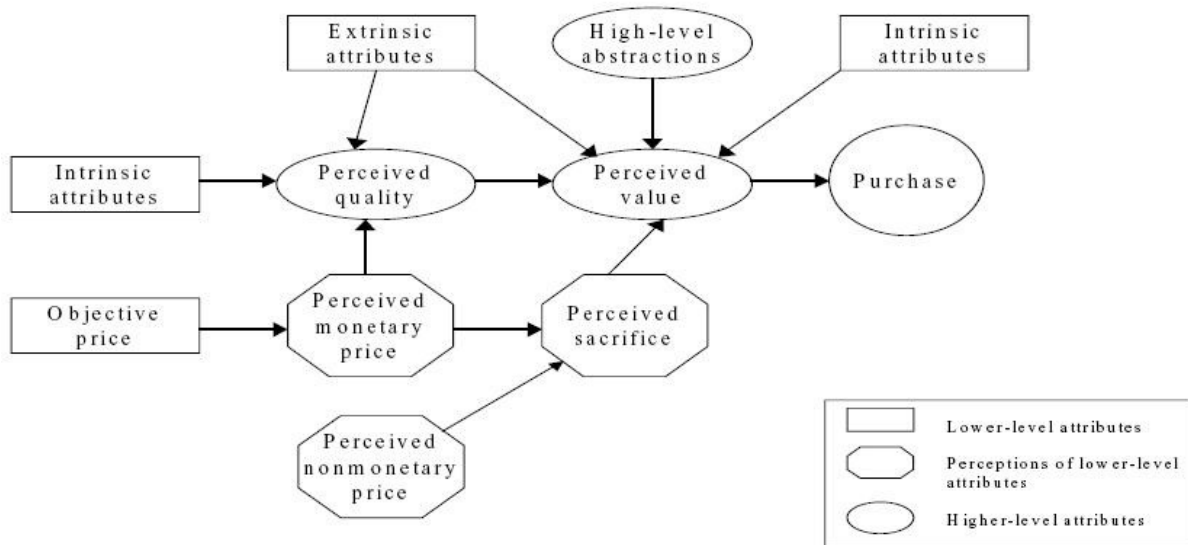 Extrinsic
attributes
High-level
abstractions
Intrinsic
attributes
Intrinsic
attributes
Perceived
quality
Perceived
value
Purchase
Objective
price
Perceived
monetary
price
Perceived
sacrifice
Perceived
nonmonetary
price
Lower-level attributes
Perceptions of lower-level
attributes
Higher-level attributes